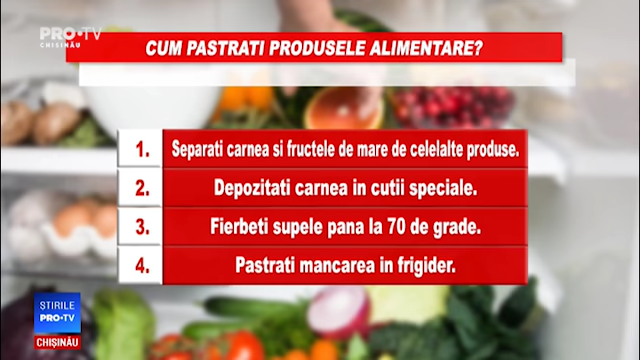 PRO•TV
CHIȘINĂU
CUM PASTRATI PRODUSELE ALIMENTARE?
1. Separati carnea si fructele de mare de celelalte produse.
2. Depozitati carnea in cutii speciale.
3. Fierbeti supele pana la 70 de grade.
4. Pastrati mancarea in frigider.
ȘTIRILE
PRO•TV
CHIȘINĂU